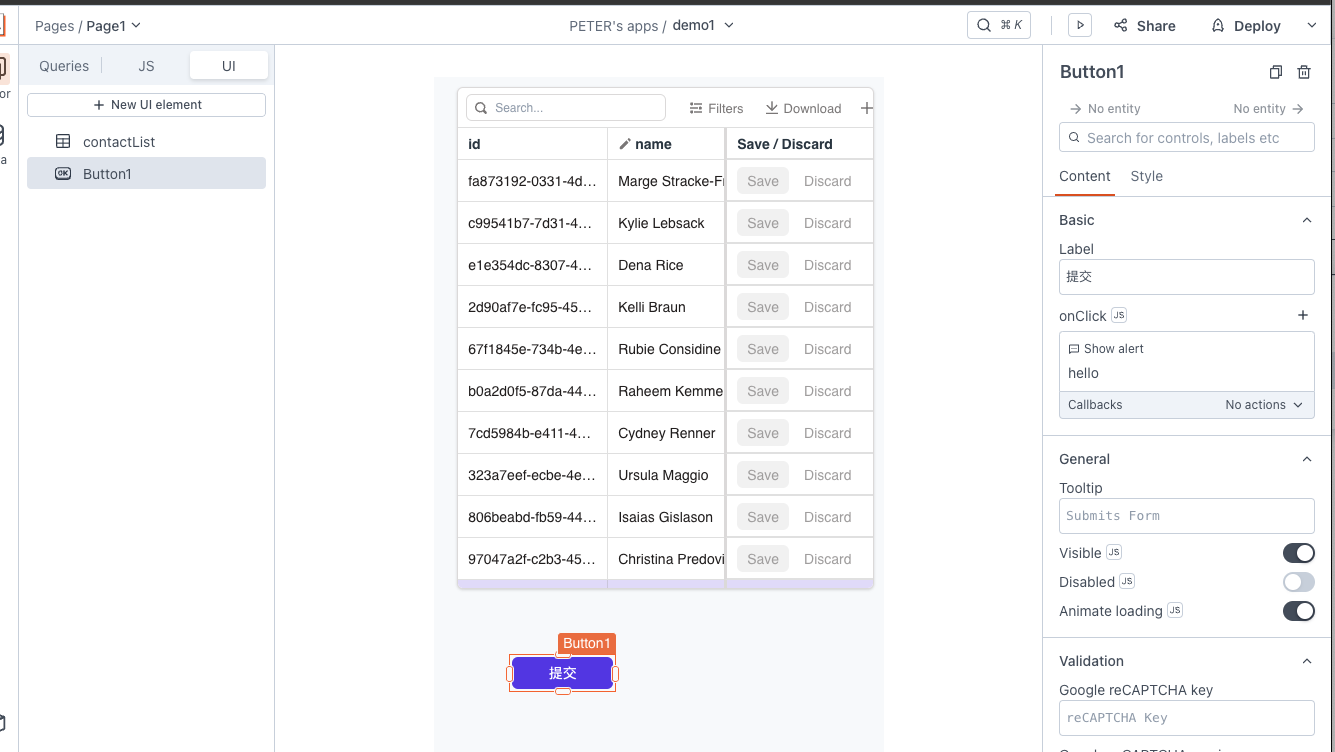 Pages / Page1
PETER's apps / demo1
⌘ K
Share
Deploy
Queries
JS
UI
+ New UI element
contactList
Button1
Search...
Filters
Download
id
name
Save / Discard
fa873192-0331-4d...
Marge Stracke-Fr
Save
Discard
c99541b7-7d31-4...
Kylie Lebsack
Save
Discard
e1e354dc-8307-4...
Dena Rice
Save
Discard
2d90af7e-fc95-45...
Kelli Braun
Save
Discard
67f1845e-734b-4e...
Rubie Considine
Save
Discard
b0a2d0f5-87da-44...
Raheem Kemme
Save
Discard
7cd5984b-e411-4...
Cydney Renner
Save
Discard
323a7eef-ecbe-4e...
Ursula Maggio
Save
Discard
806beabd-fb59-44...
Isaias Gislason
Save
Discard
97047a2f-c2b3-45...
Christina Predovi
Save
Discard
Button1
提交
Button1
No entity
No entity
Search for controls, labels etc
Content
Style
Basic
Label
提交
onClick JS
Show alert
hello
Callbacks
No actions
General
Tooltip
Submits Form
Visible JS
Disabled JS
Animate loading JS
Validation
Google reCAPTCHA key
reCAPTCHA Key